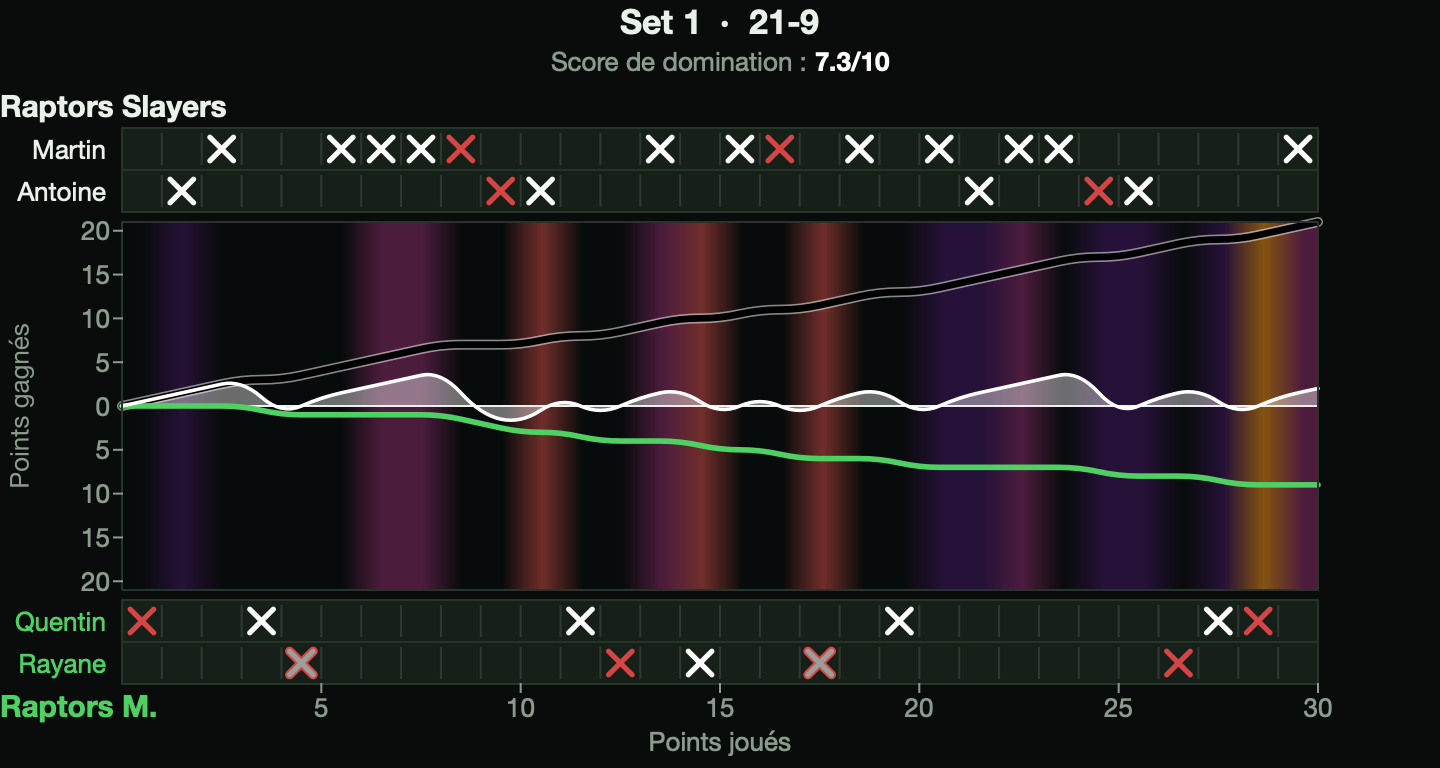 Set 1 · 21-9
Score de domination : 7.3/10
Raptors Slayers
Martin
Antoine
20
15
10
5
0
5
10
15
20
Points gagnés
Quentin
Rayane
Raptors M.
5 10 15 20 25 30
Points joués